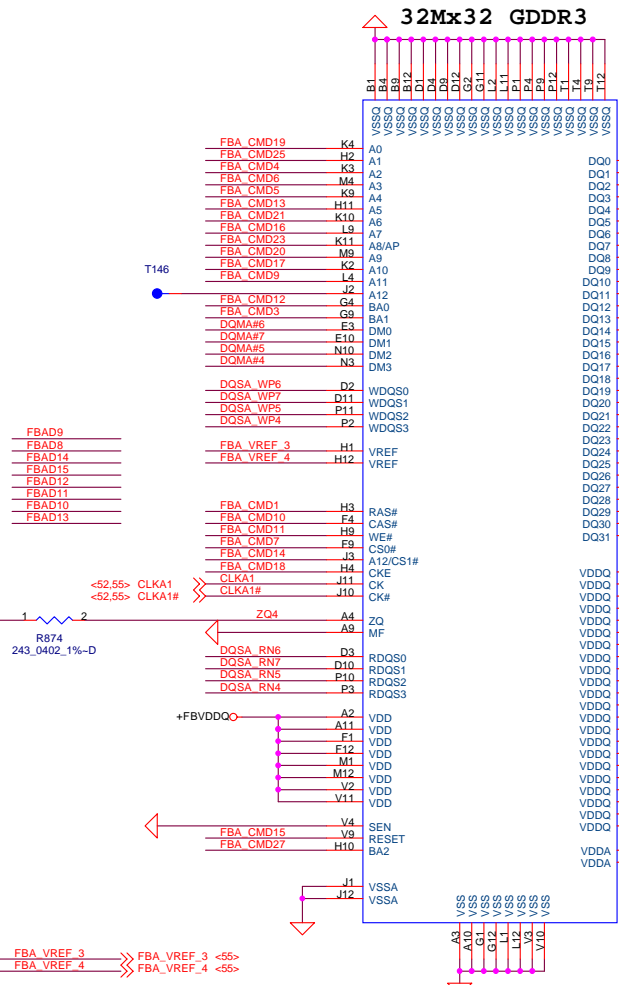 32Mx32 GDDR3
B1 B4 B9 B12 D1 D4 D9 D12 G2 G11 L2 L11 P1 P4 P9 P12 T1 T4 T9 T12
VSSQ VSSQ VSSQ VSSQ VSSQ VSSQ VSSQ VSSQ VSSQ VSSQ VSSQ VSSQ VSSQ VSSQ VSSQ VSSQ VSSQ VSSQ VSSQ VSSQ
FBA_CMD19 K4 A0
FBA_CMD25 H2 A1 DQ0
FBA_CMD4 K3 A2 DQ1
FBA_CMD6 M4 A3 DQ2
FBA_CMD5 K9 A4 DQ3
FBA_CMD13 H11 A5 DQ4
FBA_CMD21 K10 A6 DQ5
FBA_CMD16 L9 A7 DQ6
FBA_CMD23 K11 A8/AP DQ7
FBA_CMD20 M9 A9 DQ8
FBA_CMD17 K2 A10 DQ9
FBA_CMD9 L4 A11 DQ10
T146 J2 A12 DQ11
FBA_CMD12 G4 BA0 DQ12
FBA_CMD3 G9 BA1 DQ13
DQMA#6 E3 DM0 DQ14
DQMA#7 E10 DM1 DQ15
DQMA#5 N10 DM2 DQ16
DQMA#4 N3 DM3 DQ17
DQ18
DQSA_WP6 D2 WDQS0 DQ19
DQSA_WP7 D11 WDQS1 DQ20
DQSA_WP5 P11 WDQS2 DQ21
DQSA_WP4 P2 WDQS3 DQ22
FBAD9 DQ23
FBAD8 FBA_VREF_3 H1 VREF DQ24
FBAD14 FBA_VREF_4 H12 VREF DQ25
FBAD15 DQ26
FBAD12 DQ27
FBAD11 DQ28
FBAD10 FBA_CMD1 H3 RAS# DQ29
FBAD13 FBA_CMD10 F4 CAS# DQ30
FBA_CMD11 H9 WE# DQ31
FBA_CMD7 F9 CS0#
FBA_CMD14 J3 A12/CS1#
FBA_CMD18 H4 CKE VDDQ
<52,55> CLKA1 CLKA1 J11 CK VDDQ
<52,55> CLKA1# CLKA1# J10 CK# VDDQ
VDDQ
1 2 ZQ4 A4 ZQ VDDQ
A9 MF VDDQ
R874 VDDQ
243_0402_1%~D DQSA_RN6 D3 RDQS0 VDDQ
DQSA_RN7 D10 RDQS1 VDDQ
DQSA_RN5 P10 RDQS2 VDDQ
DQSA_RN4 P3 RDQS3 VDDQ
VDDQ
+FBVDDQ A2 VDD VDDQ
A11 VDD VDDQ
F1 VDD VDDQ
F12 VDD VDDQ
M1 VDD VDDQ
M12 VDD VDDQ
V2 VDD VDDQ
V11 VDD VDDQ
VDDQ
V4 SEN VDDQ
FBA_CMD15 V9 RESET
FBA_CMD27 H10 BA2 VDDA
VDDA
J1 VSSA
J12 VSSA
VSS VSS VSS VSS VSS VSS VSS VSS
A3 A10 G1 G12 L1 L12 V3 V10
FBA_VREF_3 FBA_VREF_3 <55>
FBA_VREF_4 FBA_VREF_4 <55>